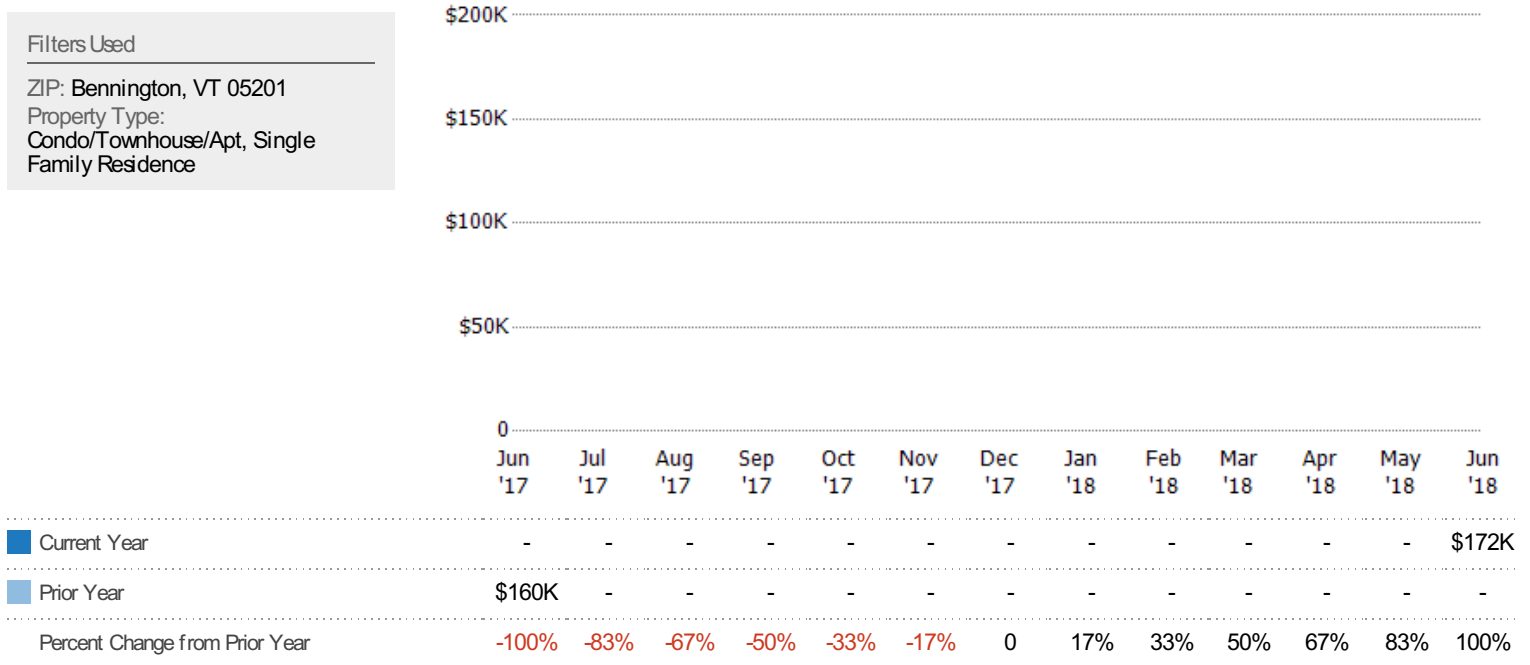 Filters Used
ZIP: Bennington, VT 05201
Property Type:
Condo/Townhouse/Apt, Single
Family Residence
$200K
$150K
$100K
$50K
0
Jun Jul Aug Sep Oct Nov Dec Jan Feb Mar Apr May Jun
'17 '17 '17 '17 '17 '17 '17 '18 '18 '18 '18 '18 '18
Current Year - - - - - - - - - - - - $172K
Prior Year $160K - - - - - - - - - - - -
Percent Change from Prior Year -100% -83% -67% -50% -33% -17% 0 17% 33% 50% 67% 83% 100%